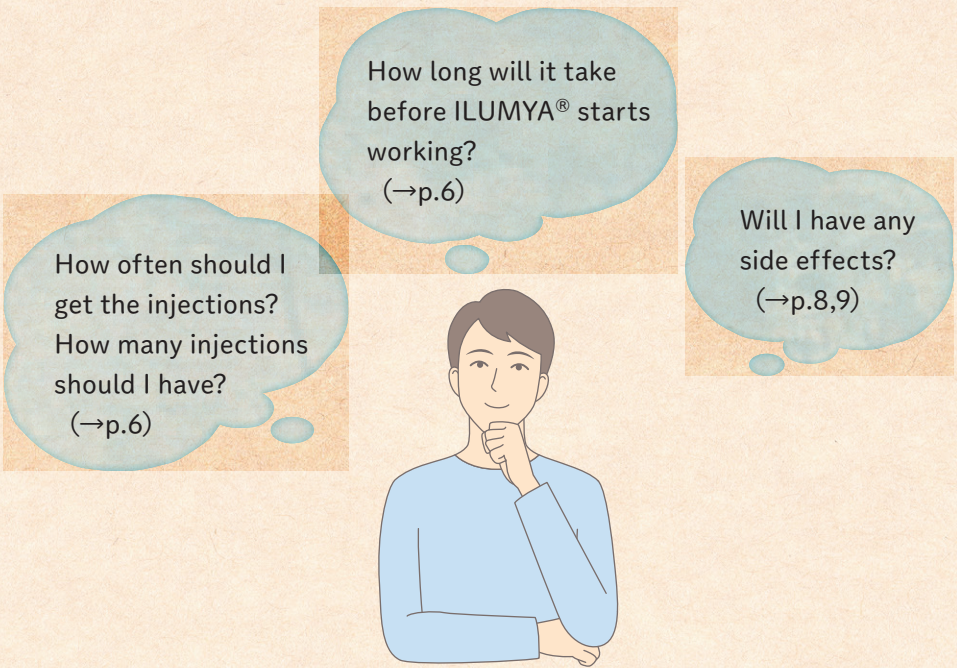 How long will it take
before ILUMYA® starts
working?
(→p.6)
How often should I
get the injections?
How many injections
should I have?
(→p.6)
Will I have any
side effects?
(→p.8,9)